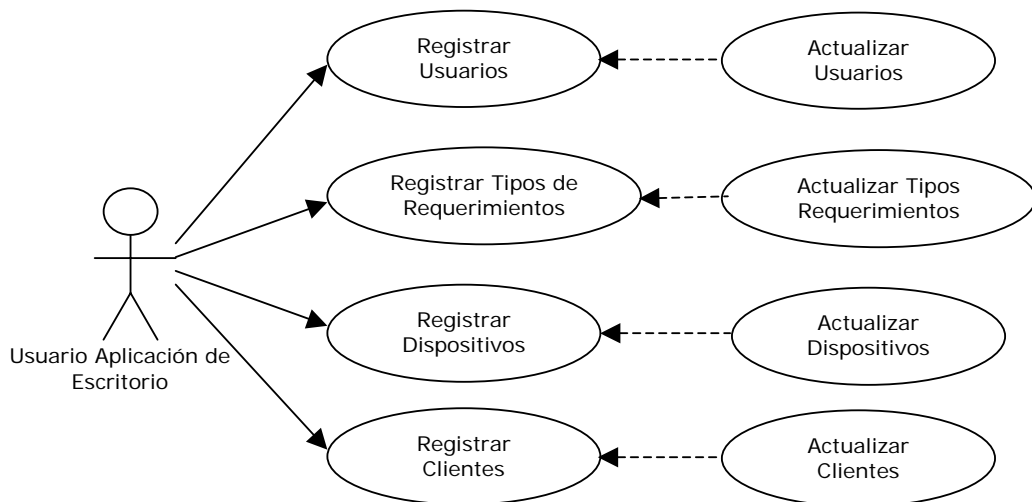 Registrar
Usuarios
Actualizar
Usuarios
Registrar Tipos de
Requerimientos
Actualizar Tipos
Requerimientos
Registrar
Dispositivos
Actualizar
Dispositivos
Usuario Aplicación de
Escritorio
Registrar
Clientes
Actualizar
Clientes